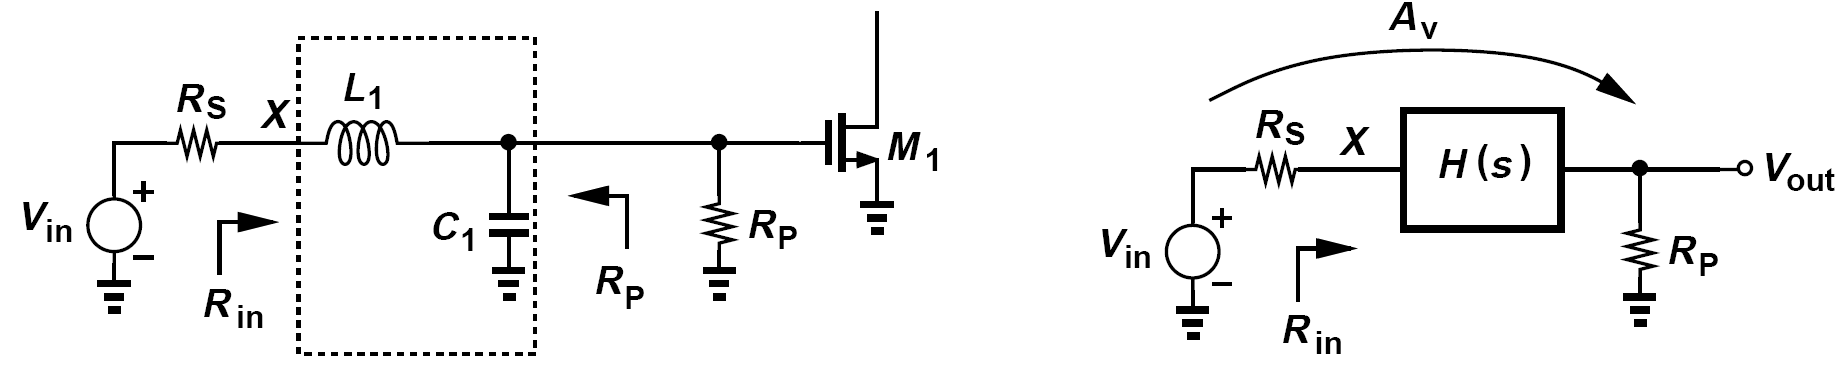 R_S
X
L_1
M_1
V_in
+
−
R_in
C_1
R_P
R_P
A_v
R_S
X
H(s)
V_out
V_in
+
−
R_in
R_P